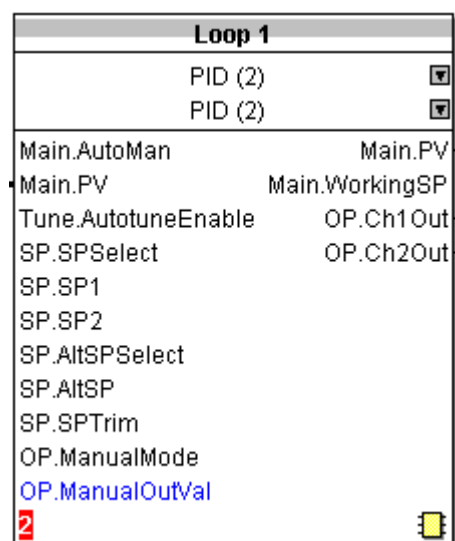 Loop 1
PID (2)
PID (2)
Main.AutoMan Main.PV
Main.PV Main.WorkingSP
Tune.AutotuneEnable OP.Ch1Out
SP.SPSelect OP.Ch2Out
SP.SP1
SP.SP2
SP.AltSPSelect
SP.AltSP
SP.SPTrim
OP.ManualMode
OP.ManualOutVal
2